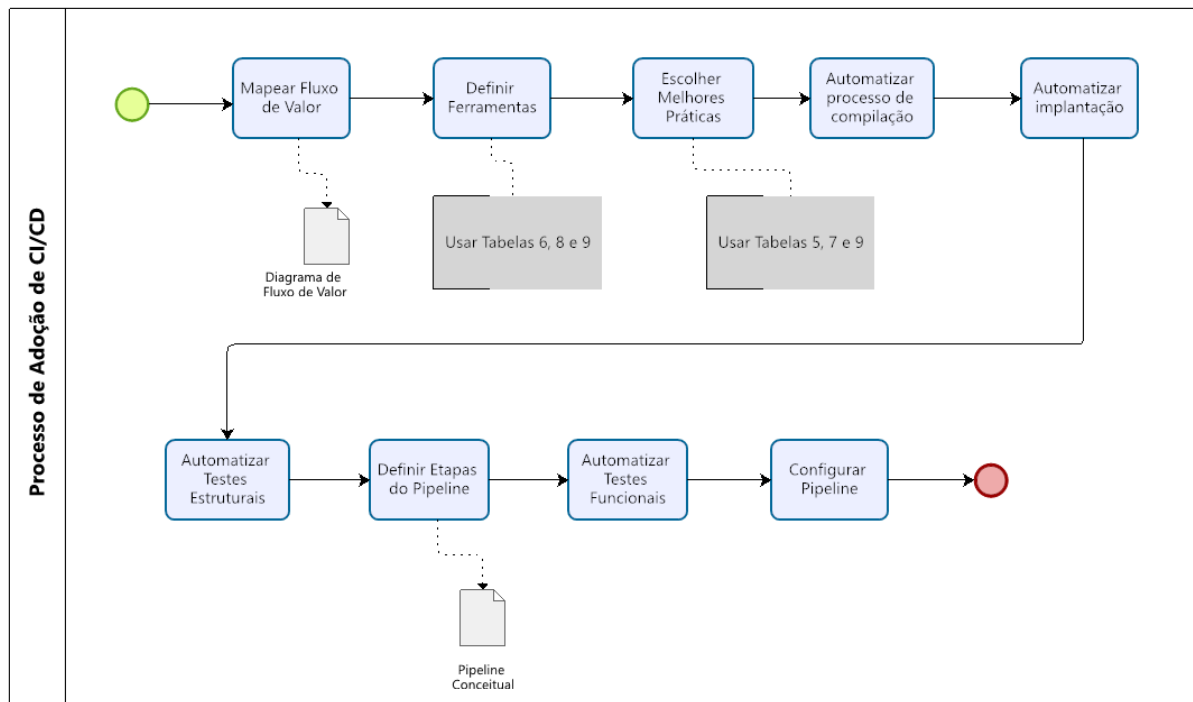 Processo de Adoção de CI/CD
Mapear Fluxo
de Valor
Definir
Ferramentas
Escolher
Melhores
Práticas
Automatizar
processo de
compilação
Automatizar
implantação
Diagrama de
Fluxo de Valor
Usar Tabelas 6, 8 e 9
Usar Tabelas 5, 7 e 9
Automatizar
Testes
Estruturais
Definir Etapas
do Pipeline
Automatizar
Testes
Funcionais
Configurar
Pipeline
Pipeline
Conceitual